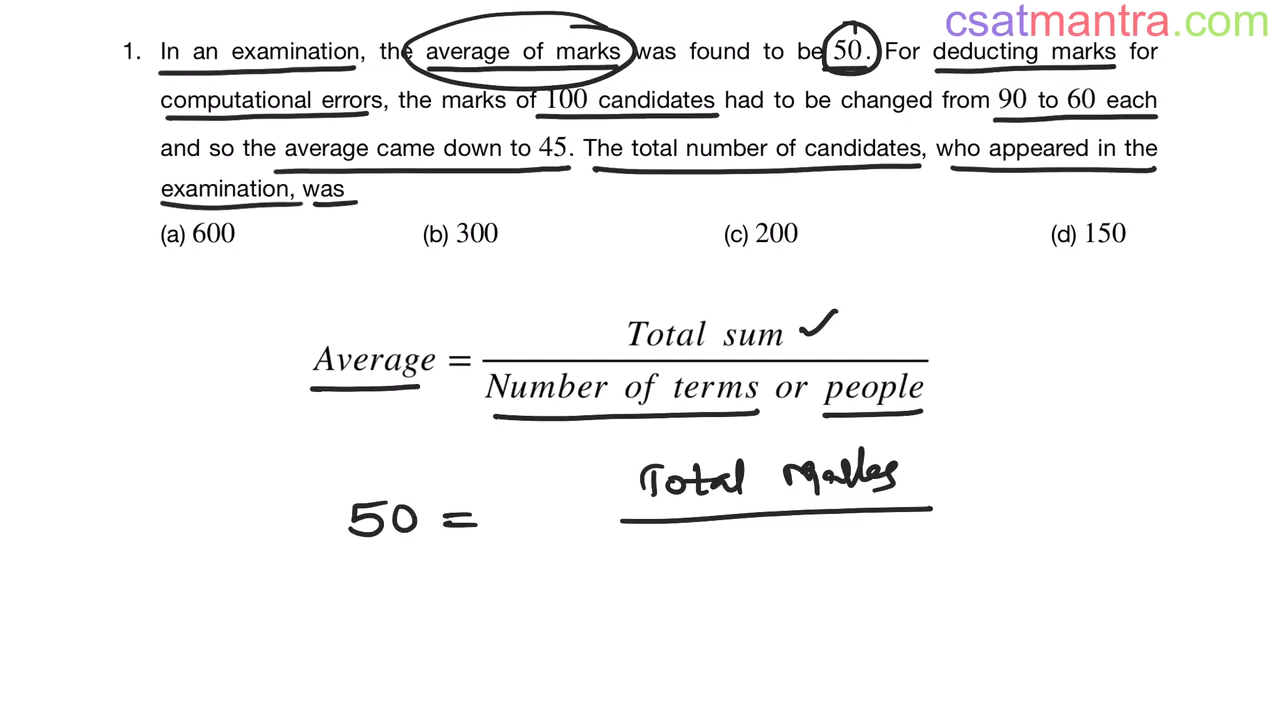 csatmantra.com
1. In an examination, the average of marks was found to be 50. For deducting marks for
computational errors, the marks of 100 candidates had to be changed from 90 to 60 each
and so the average came down to 45. The total number of candidates, who appeared in the
examination, was
(a) 600 (b) 300 (c) 200 (d) 150
Average = Total sum
Number of terms or people
50 = Total Marks